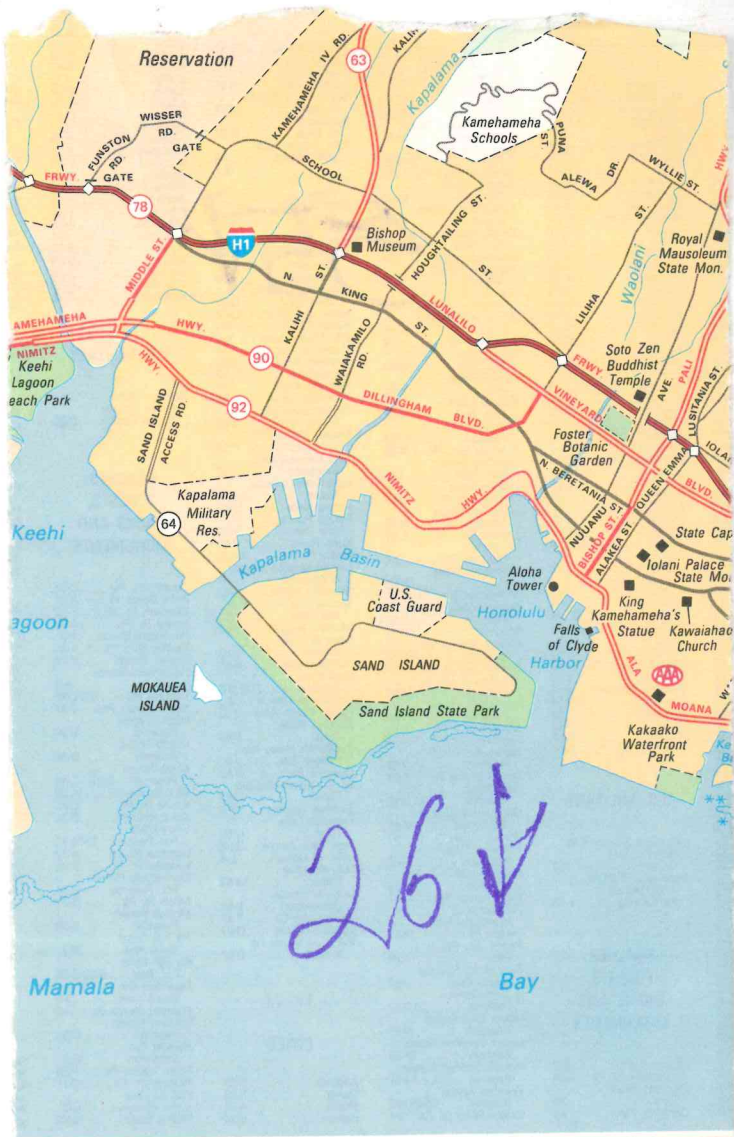 Reservation
KAMEHAMEHA IV RD.
63
Kapalama
Kamehameha
Schools
PUNA
ST.
ALEWA DR.
WYLLIE ST.
WISSER
RD.
FUNSTON
RD.
GATE
GATE
FRWY.
78
SCHOOL
ST
H1
Bishop
Museum
HOUGHTAILING ST.
LILIHA ST.
Waolani
Royal
Mausoleum
State Mon.
MIDDLE ST.
N KING ST
KALIHI ST.
LUNALILO
FRWY
AMEHAMEHA
HWY.
90
NIMITZ
HWY.
92
Keehi
Lagoon
each Park
WAIAKAMILO
RD.
DILLINGHAM BLVD.
Soto Zen
Buddhist
Temple
PALI
LUSITANIA ST.
VINEYARD
BLVD.
Foster
Botanic
Garden
SAND ISLAND
ACCESS RD.
NUUANU
AVE.
QUEEN EMMA
N. BERETANIA ST
BISHOP ST.
ALAKEA ST
Kapalama
Military
Res.
NIMITZ HWY
64
Keehi
agoon
Kapalama Basin
State Cap
Iolani Palace
State Mo
Aloha
Tower
King
Kamehameha's
Statue
Kawaiahao
Church
U.S.
Coast Guard
Honolulu
Harbor
Falls
of Clyde
SAND ISLAND
MOKAUEA
ISLAND
Sand Island State Park
ALA
MOANA
AAA
Kakaako
Waterfront
Park
26
Mamala
Bay